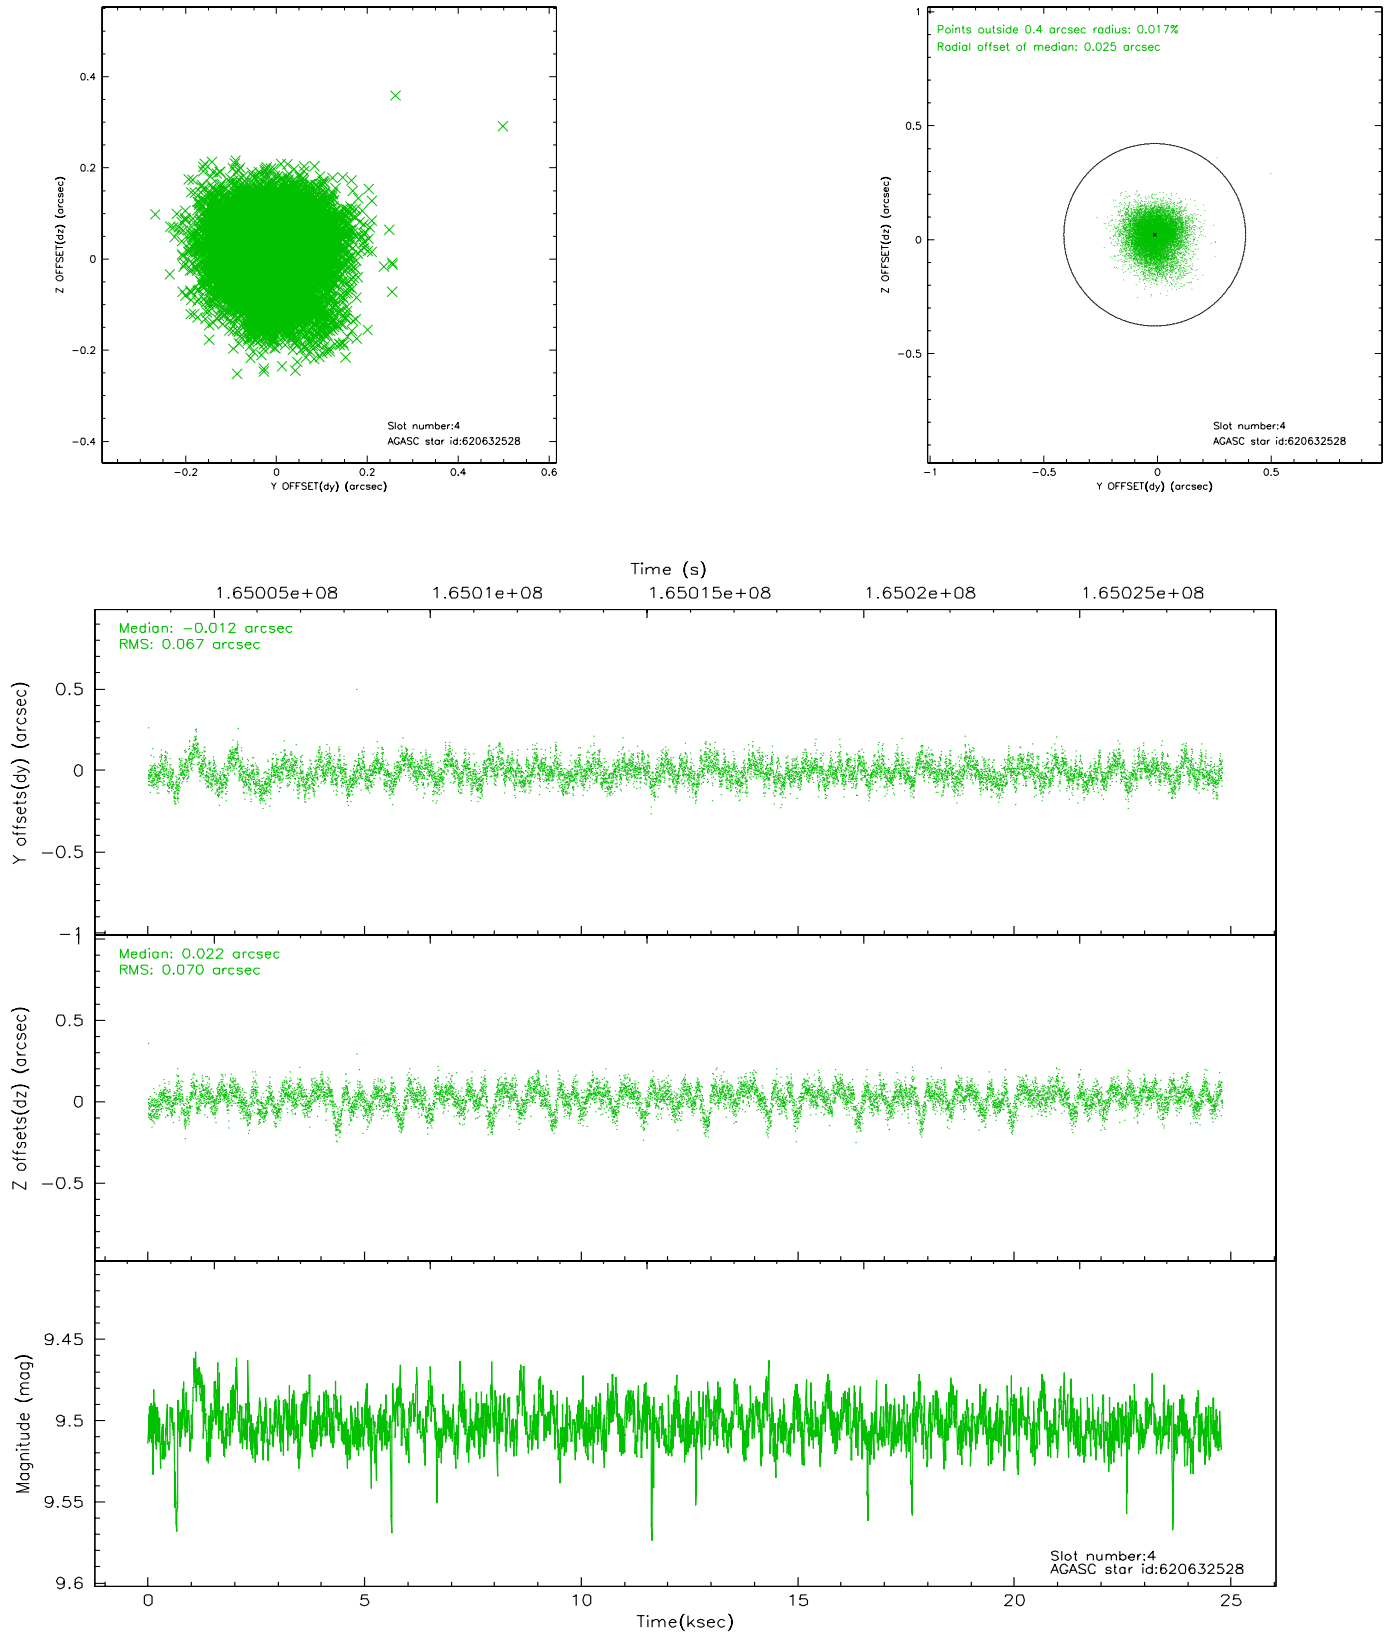 0.4
0.2
0
−0.2
−0.4
Z OFFSET(dz) (arcsec)
Slot number:4
AGASC star id:620632528
−0.2 0 0.2 0.4 0.6
Y OFFSET(dy) (arcsec)
Points outside 0.4 arcsec radius: 0.017%
Radial offset of median: 0.025 arcsec
1
0.5
0
−0.5
Z OFFSET(dz) (arcsec)
Slot number:4
AGASC star id:620632528
−1 −0.5 0 0.5
Y OFFSET(dy) (arcsec)
Time (s)
1.65005e+08 1.6501e+08 1.65015e+08 1.6502e+08 1.65025e+08
Median: −0.012 arcsec
RMS: 0.067 arcsec
0.5
0
−0.5
−1
Y offsets(dy) (arcsec)
Median: 0.022 arcsec
RMS: 0.070 arcsec
1
0.5
0
−0.5
Z offsets(dz) (arcsec)
9.45
9.5
9.55
9.6
Magnitude (mag)
Slot number:4
AGASC star id:620632528
0 5 10 15 20 25
Time(ksec)